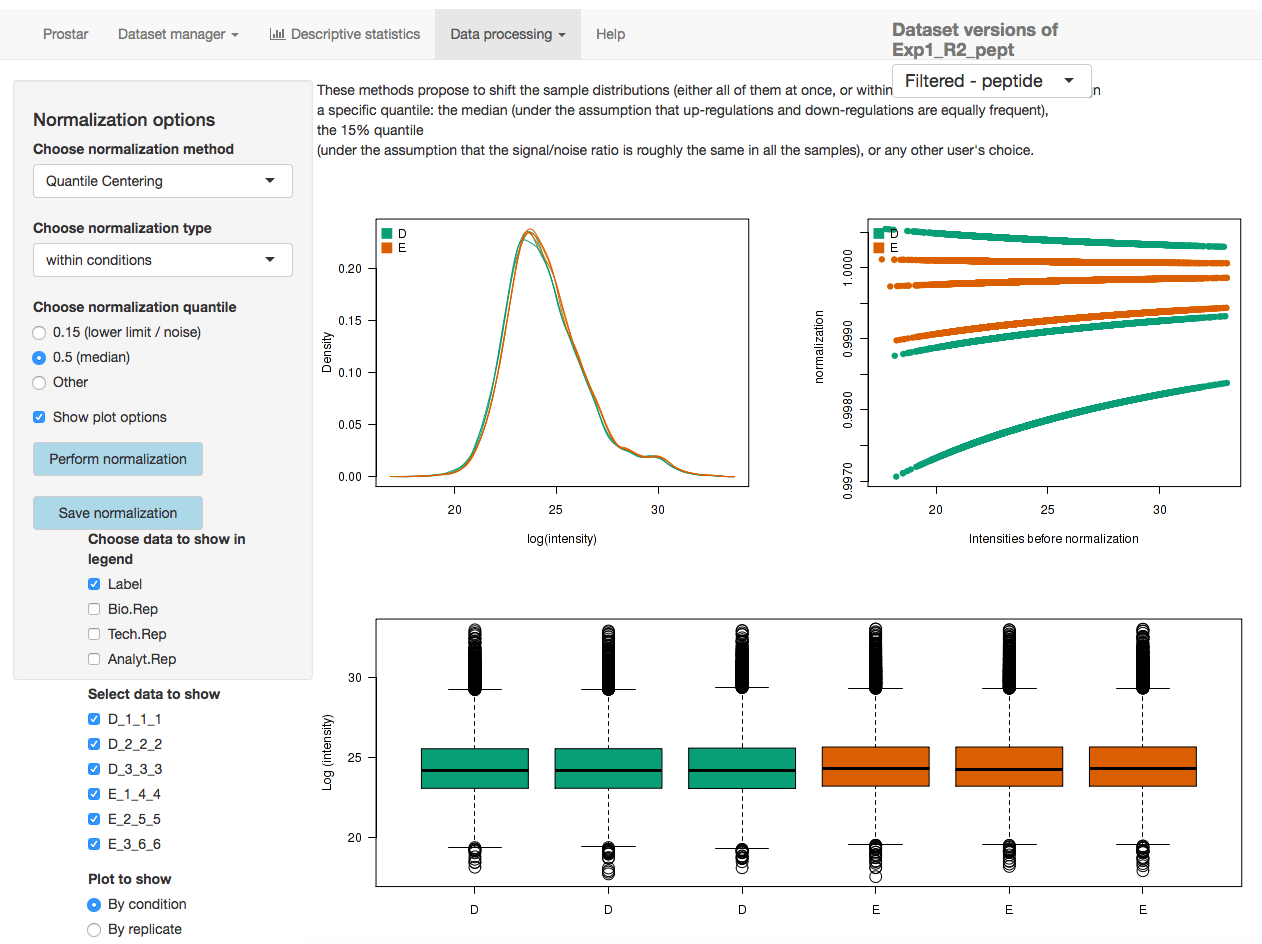 Prostar
Dataset manager
Descriptive statistics
Data processing
Help
Dataset versions of
Exp1_R2_pept
Filtered - peptide
Normalization options
Choose normalization method
Quantile Centering
Choose normalization type
within conditions
Choose normalization quantile
0.15 (lower limit / noise)
0.5 (median)
Other
Show plot options
Perform normalization
Save normalization
Choose data to show in
legend
Label
Bio.Rep
Tech.Rep
Analyt.Rep
Select data to show
D_1_1_1
D_2_2_2
D_3_3_3
E_1_4_4
E_2_5_5
E_3_6_6
Plot to show
By condition
By replicate
These methods propose to shift the sample distributions (either all of them at once, or within
a specific quantile: the median (under the assumption that up-regulations and down-regulations are equally frequent),
the 15% quantile
(under the assumption that the signal/noise ratio is roughly the same in all the samples), or any other user's choice.
D
E
Density
0.20
0.15
0.10
0.05
0.00
20
25
30
log(intensity)
D
E
normalization
1.0000
0.9990
0.9980
0.9970
20
25
30
Intensities before normalization
Log (intensity)
30
25
20
D
D
D
E
E
E